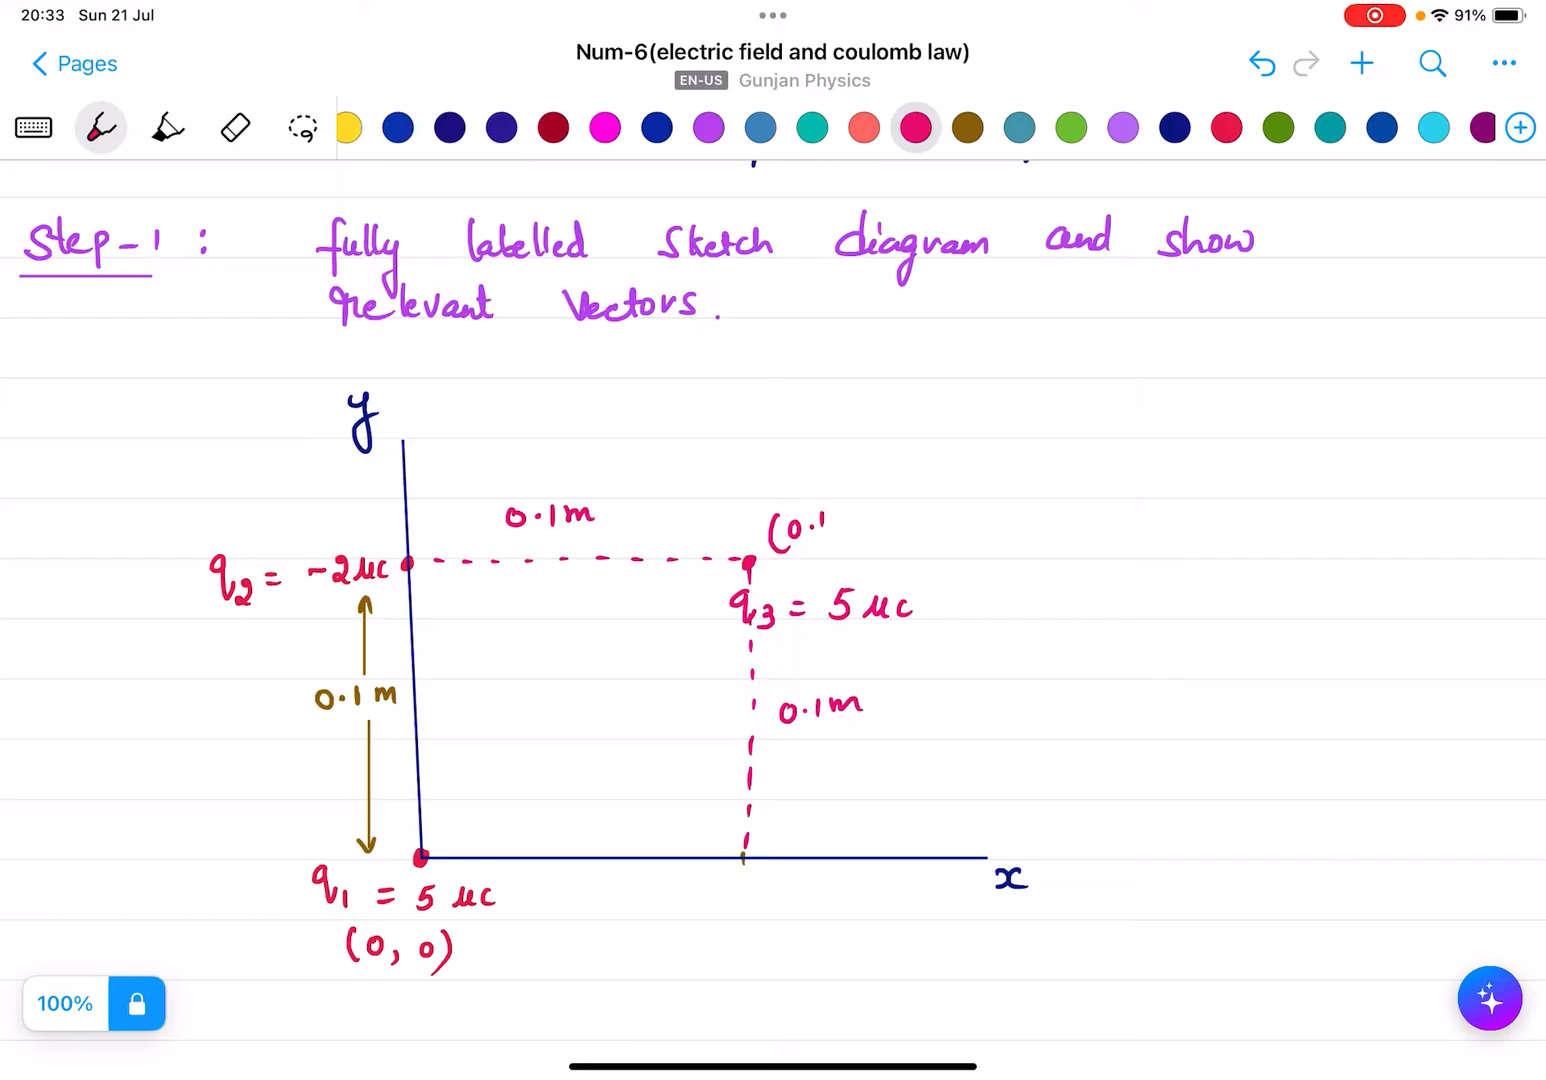 20:33 Sun 21 Jul
91%
Pages
Num-6(electric field and coulomb law)
EN-US Gunjan Physics
Step-1 : fully labelled sketch diagram and show
relevant vectors.
y
0.1m
(0.1
q2 = -2μc
q3 = 5 μc
0.1 m
0.1m
x
q1 = 5 μc
(0, 0)
100%